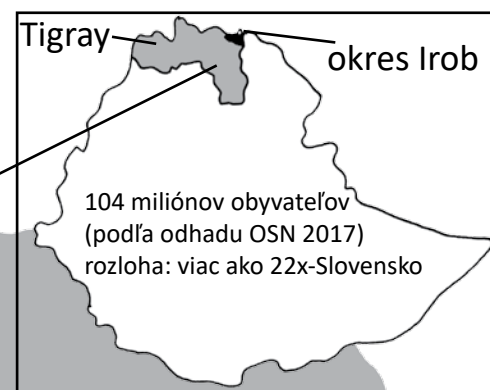 Tigray
okres Irob
104 miliónov obyvateľov
(podľa odhadu OSN 2017)
rozloha: viac ako 22x-Slovensko